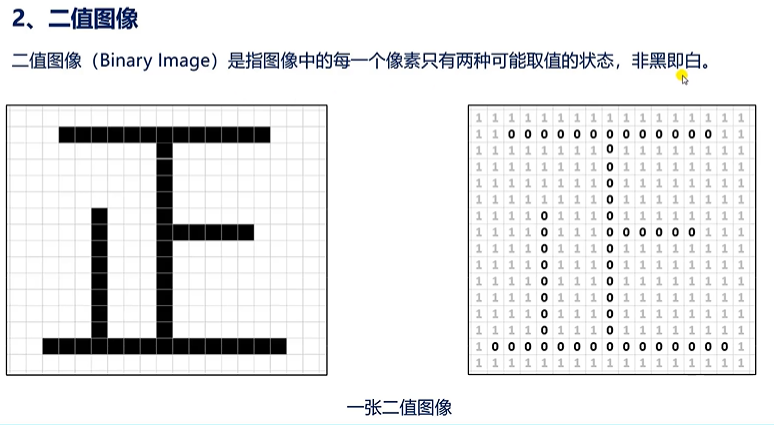 2、二值图像
二值图像（Binary Image）是指图像中的每一个像素只有两种可能取值的状态，非黑即白。
正
1 1 1 1 1 1 1 1 1 1 1 1 1 1 1 1 1
1 1 0 0 0 0 0 0 0 0 0 0 0 0 0 1 1
1 1 1 1 1 1 1 1 0 1 1 1 1 1 1 1 1
1 1 1 1 1 1 1 1 0 1 1 1 1 1 1 1 1
1 1 1 1 1 1 1 1 0 1 1 1 1 1 1 1 1
1 1 1 1 1 1 1 1 0 1 1 1 1 1 1 1 1
1 1 1 1 0 1 1 1 0 1 1 1 1 1 1 1 1
1 1 1 1 0 1 1 1 0 0 0 0 0 0 1 1 1
1 1 1 1 0 1 1 1 0 1 1 1 1 1 1 1 1
1 1 1 1 0 1 1 1 0 1 1 1 1 1 1 1 1
1 1 1 1 0 1 1 1 0 1 1 1 1 1 1 1 1
1 1 1 1 0 1 1 1 0 1 1 1 1 1 1 1 1
1 1 1 1 0 1 1 1 0 1 1 1 1 1 1 1 1
1 1 1 1 0 1 1 1 0 1 1 1 1 1 1 1 1
1 0 0 0 0 0 0 0 0 0 0 0 0 0 0 0 1
1 1 1 1 1 1 1 1 1 1 1 1 1 1 1 1 1
一张二值图像